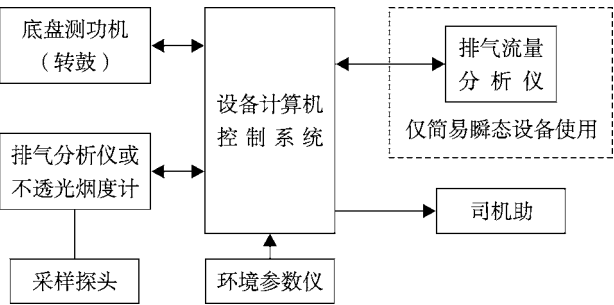 底盘测功机
（转鼓）
排气分析仪或
不透光烟度计
采样探头
设备计算机
控制系统
环境参数仪
排气流量
分析仪
仅简易瞬态设备使用
司机助